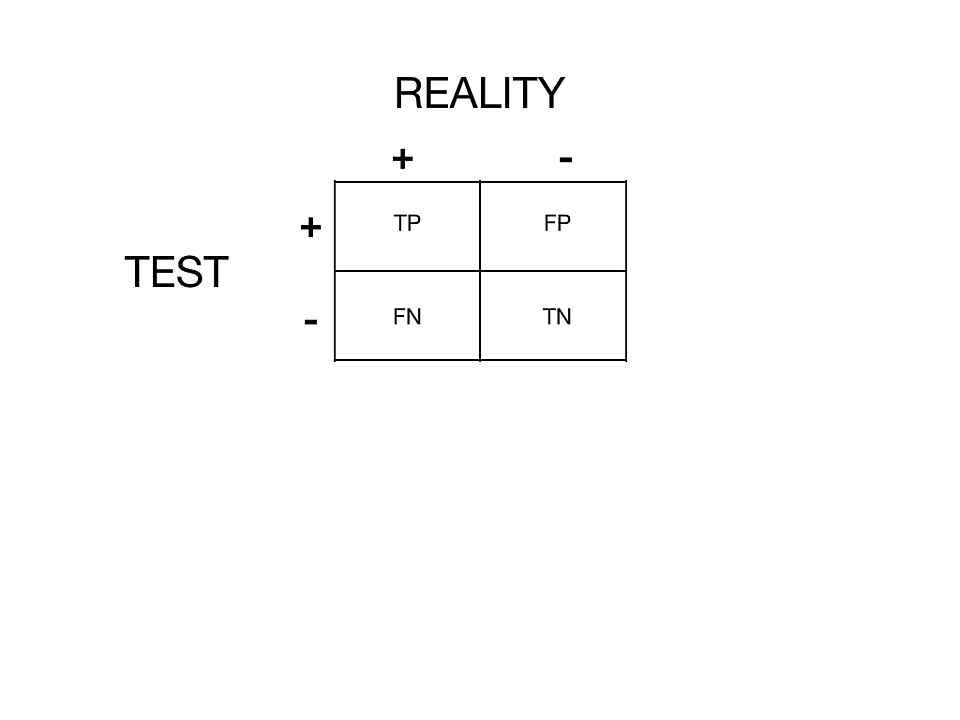 REALITY
+ -
+ TP FP
TEST
- FN TN